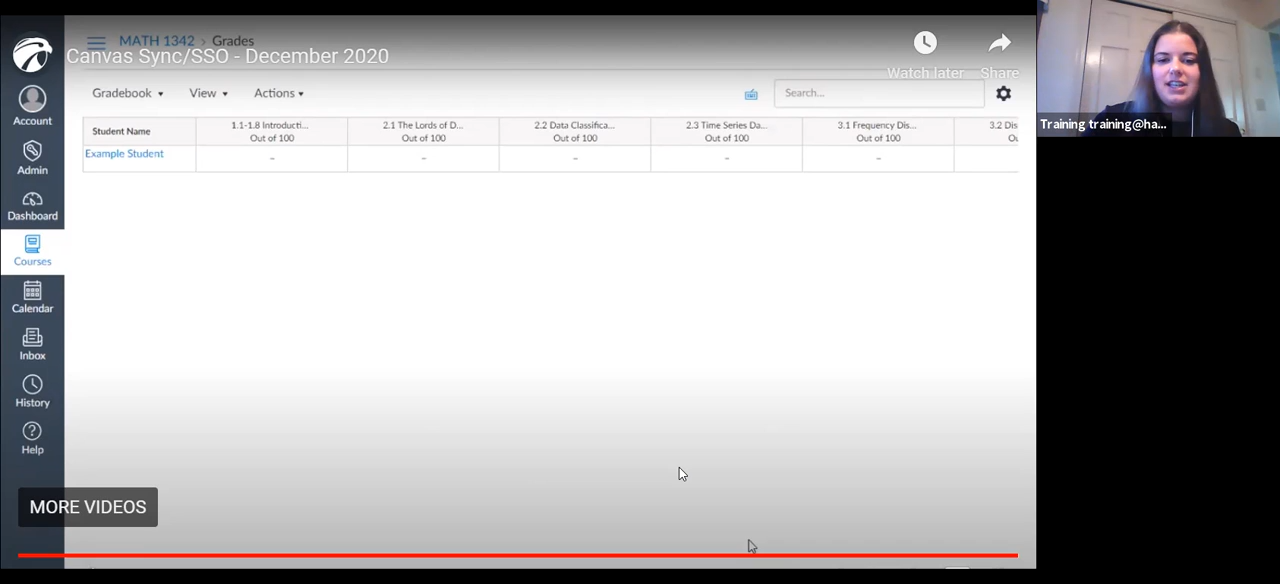 MATH 1342 › Grades
Canvas Sync/SSO - December 2020
Watch later
Share
Training training@ha...
Account
Admin
Dashboard
Courses
Calendar
Inbox
History
Help
Gradebook
View
Actions
Search...
Student Name
1.1-1.8 Introducti...
Out of 100
2.1 The Lords of D...
Out of 100
2.2 Data Classifica...
Out of 100
2.3 Time Series Da...
Out of 100
3.1 Frequency Dis...
Out of 100
3.2 Dis
Ou
Example Student
–
–
–
–
–
MORE VIDEOS